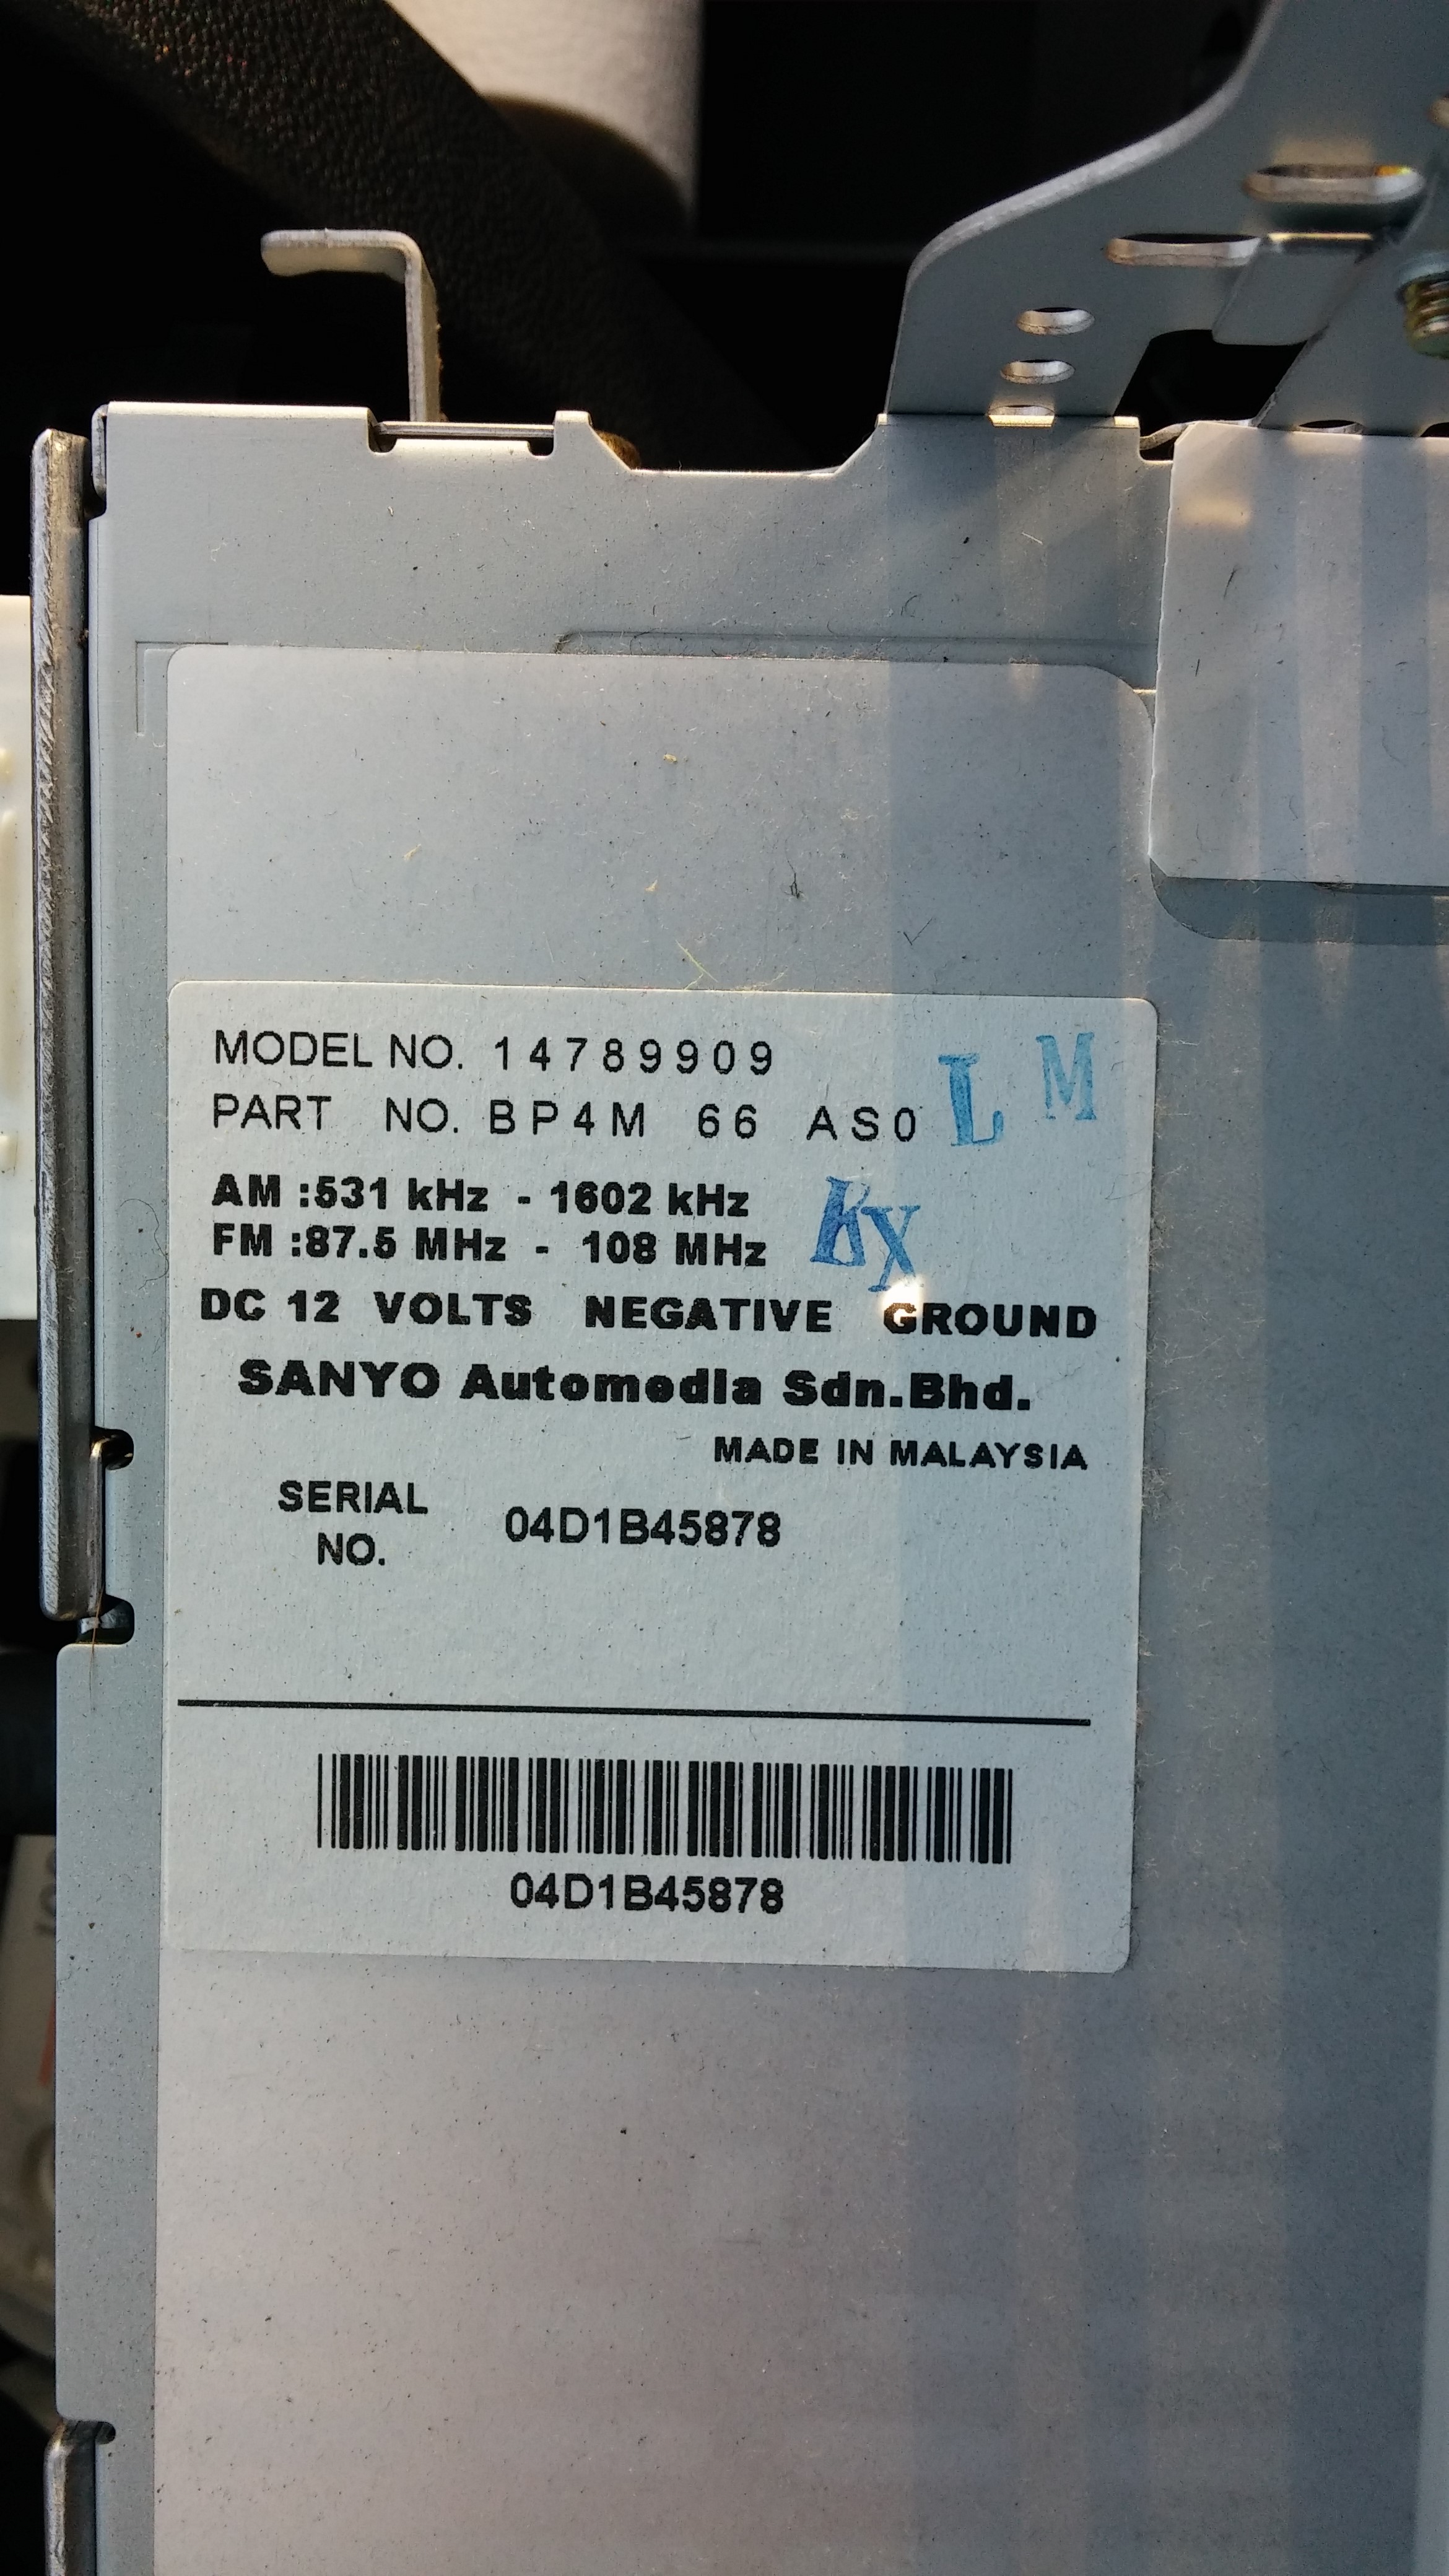 MODEL NO. 14789909
PART NO. BP4M 66 AS0
L M
AM :531 kHz - 1602 kHz
FM :87.5 MHz - 108 MHz
X
DC 12 VOLTS NEGATIVE GROUND
SANYO Automedia Sdn.Bhd.
MADE IN MALAYSIA
SERIAL
NO.
04D1B45878
04D1B45878